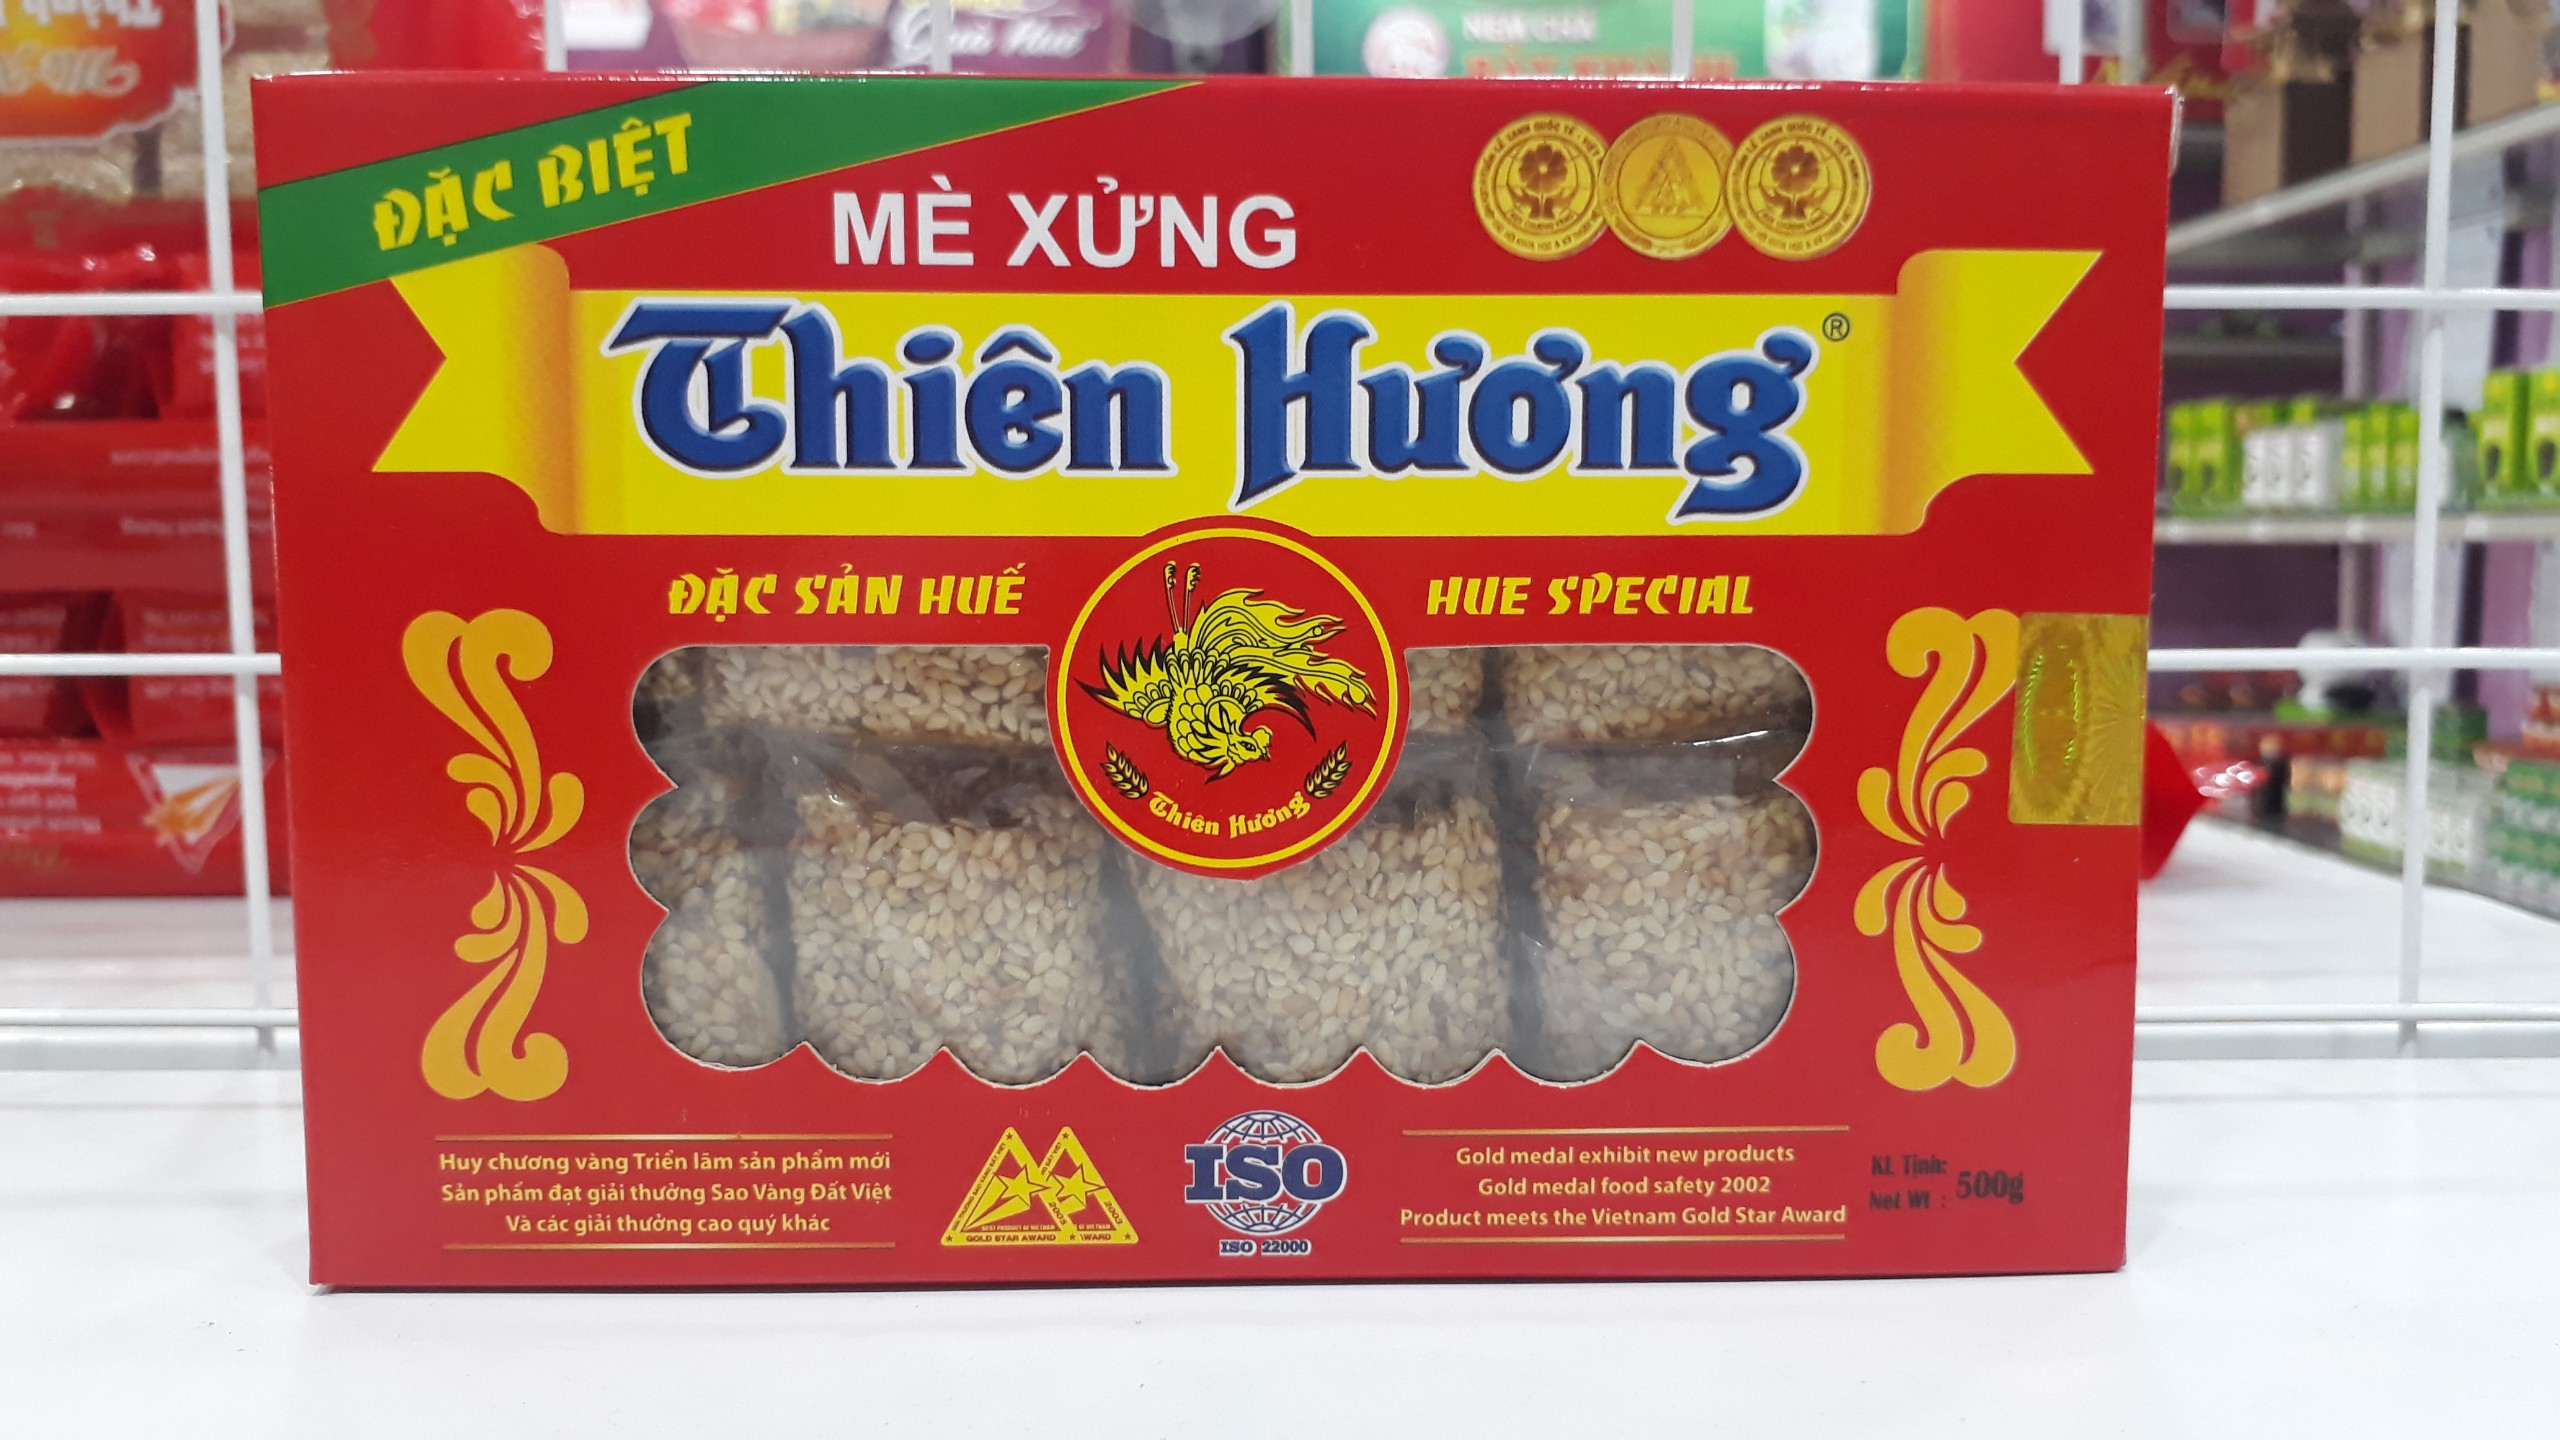 ĐẶC BIỆT
MÈ XỬNG
Thiên Hương®
ĐẶC SẢN HUẾ
HUE SPECIAL
Thiên Hương
Huy chương vàng Triển lãm sản phẩm mới
Sản phẩm đạt giải thưởng Sao Vàng Đất Việt
Và các giải thưởng cao quý khác
GOLD STAR AWARD
2005
2003
ISO
ISO 22000
Gold medal exhibit new products
Gold medal food safety 2002
Product meets the Vietnam Gold Star Award
KL Tịnh:
Net Wt : 500g